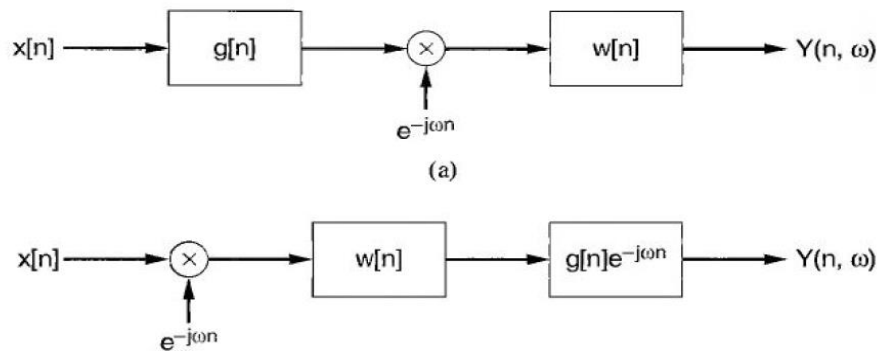 x[n] g[n] × w[n] Y(n, ω)
e^{-jωn}
(a)
x[n] × w[n] g[n]e^{-jωn} Y(n, ω)
e^{-jωn}